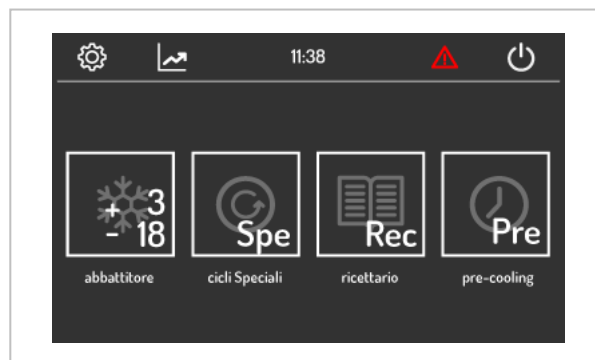 11:38
+ 3
- 18
Spe
Rec
Pre
abbattitore
cicli Speciali
ricettario
pre-cooling